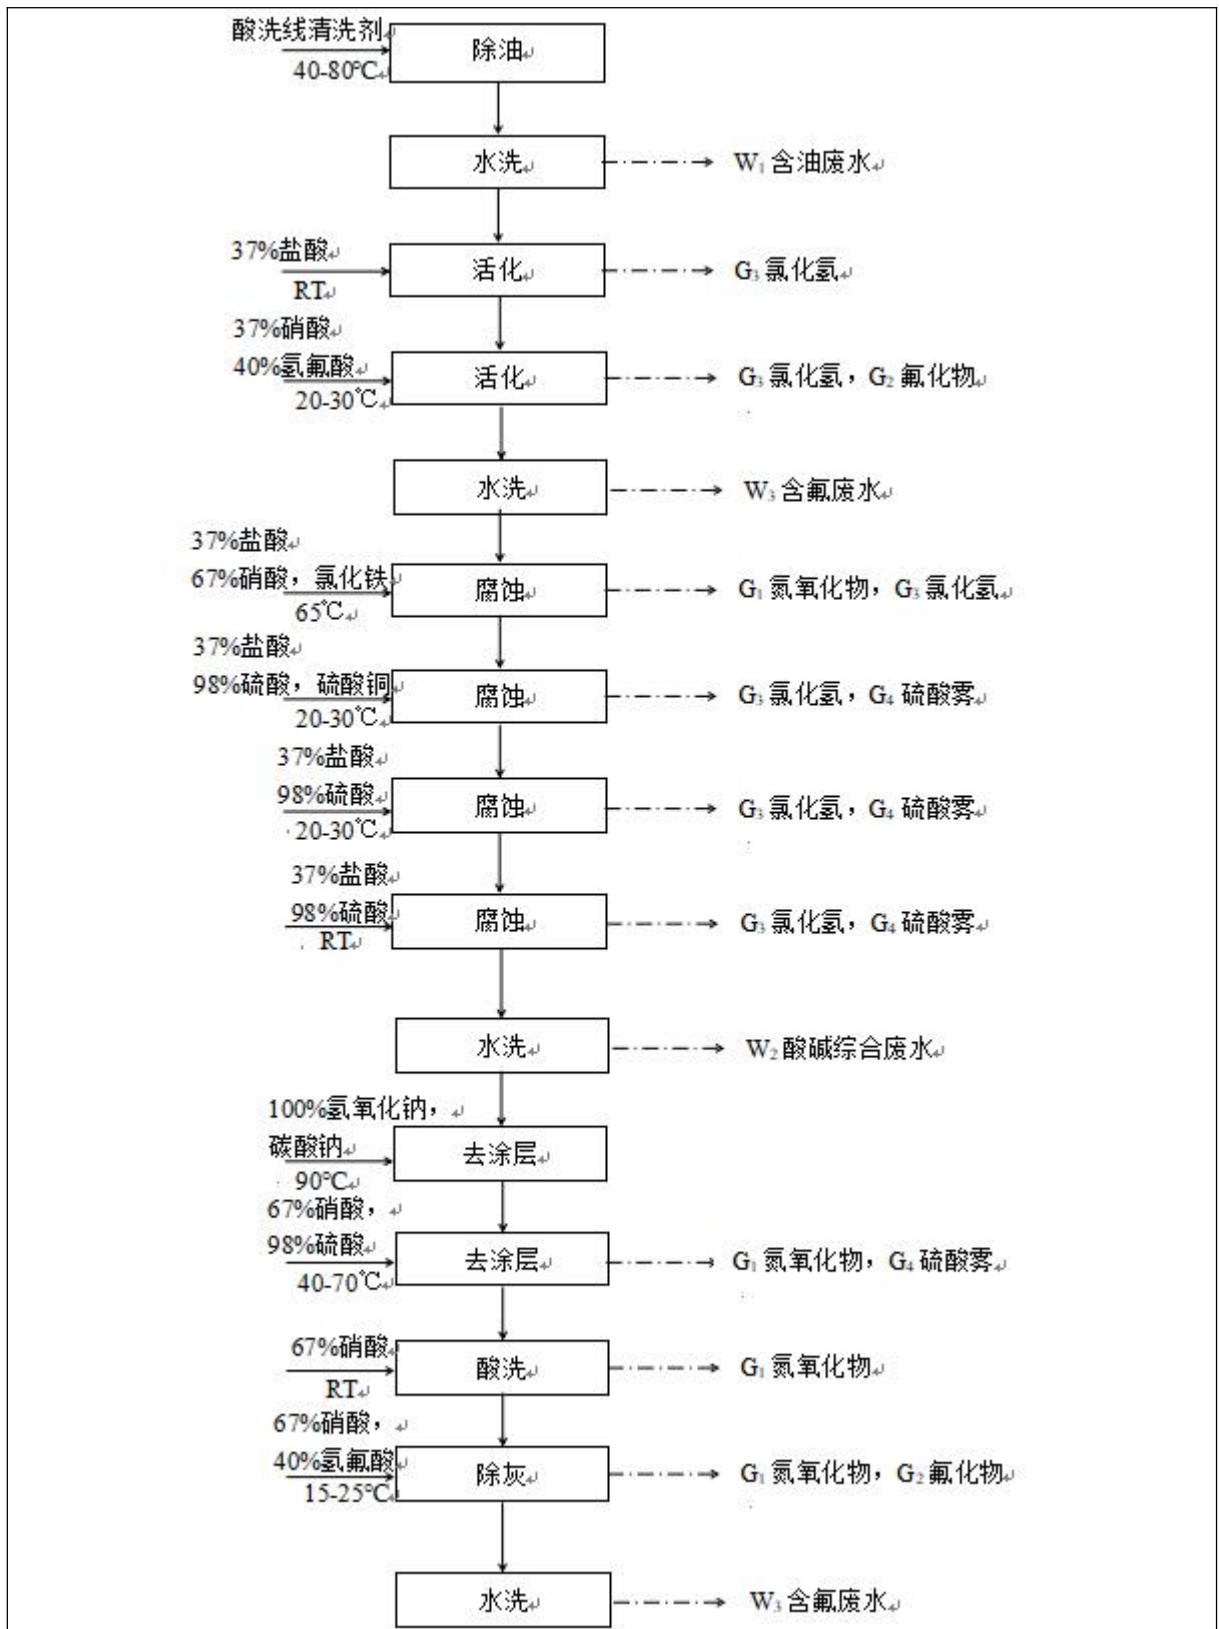 酸洗线清洗剂
40-80℃
除油
水洗
W₁ 含油废水
37%盐酸
RT
活化
G₃ 氯化氢
37%硝酸
40%氢氟酸
20-30℃
活化
G₃ 氯化氢，G₂ 氟化物
水洗
W₃ 含氟废水
37%盐酸
67%硝酸，氯化铁
65℃
腐蚀
G₁ 氮氧化物，G₃ 氯化氢
37%盐酸
98%硫酸，硫酸铜
20-30℃
腐蚀
G₃ 氯化氢，G₄ 硫酸雾
37%盐酸
98%硫酸
20-30℃
腐蚀
G₃ 氯化氢，G₄ 硫酸雾
37%盐酸
98%硫酸
RT
腐蚀
G₃ 氯化氢，G₄ 硫酸雾
水洗
W₂ 酸碱综合废水
100%氢氧化钠，
碳酸钠
90℃
去涂层
67%硝酸，
98%硫酸
40-70℃
去涂层
G₁ 氮氧化物，G₄ 硫酸雾
67%硝酸
RT
酸洗
G₁ 氮氧化物
67%硝酸，
40%氢氟酸
15-25℃
除灰
G₁ 氮氧化物，G₂ 氟化物
水洗
W₃ 含氟废水